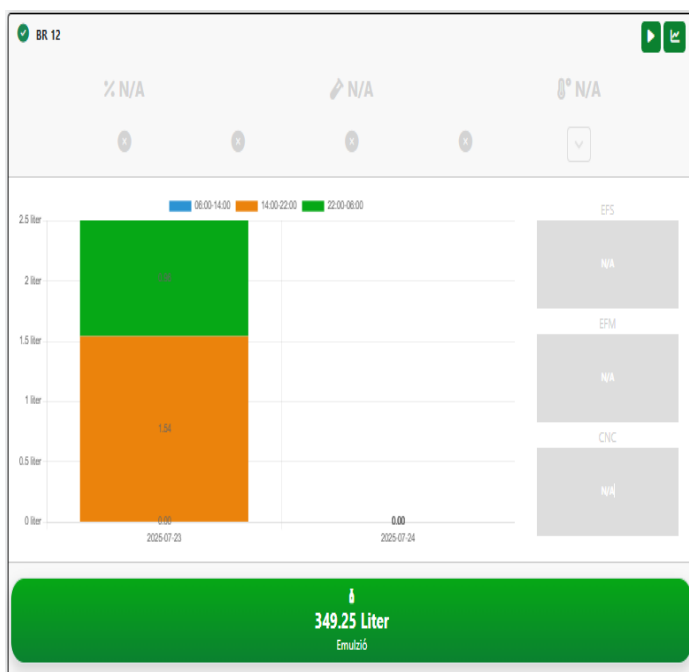 BR 12
N/A N/A N/A
06:00-14:00 14:00-22:00 22:00-06:00
2.5 liter
2 liter
1.5 liter
1 liter
0.5 liter
0 liter
1.54
0.00
0.00
2025-07-23
2025-07-24
EFS
N/A
EFM
N/A
CNC
N/A
349.25 Liter
Emulzió